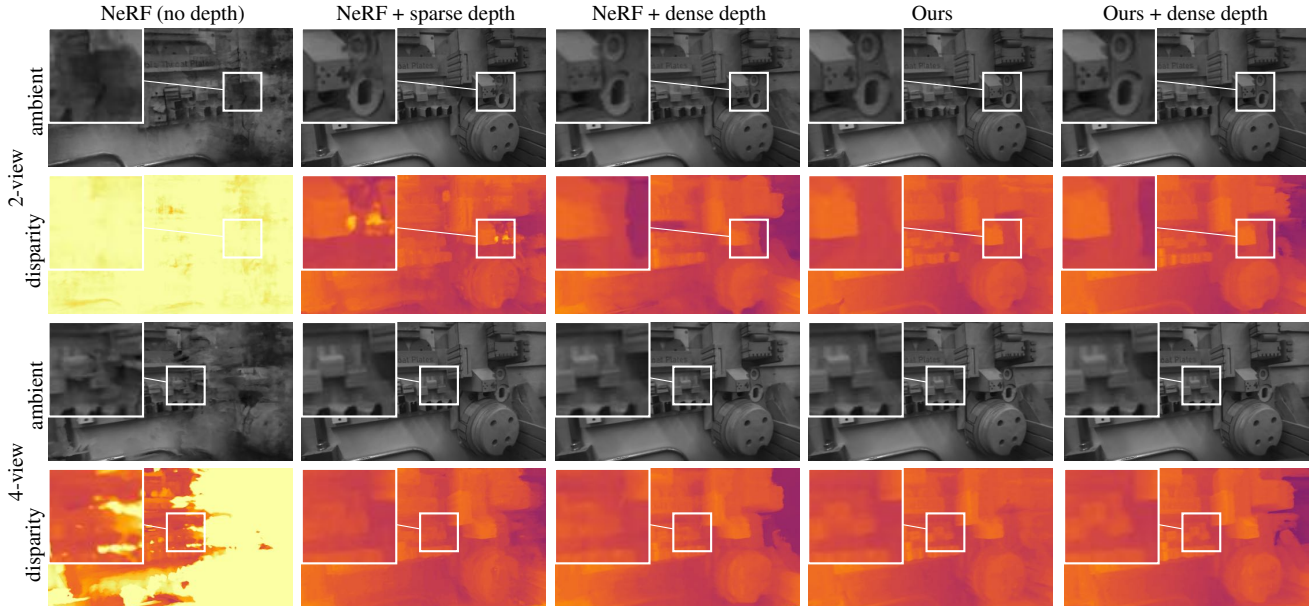 NeRF (no depth) NeRF + sparse depth NeRF + dense depth Ours Ours + dense depth
2-view
ambient
disparity
4-view
ambient
disparity